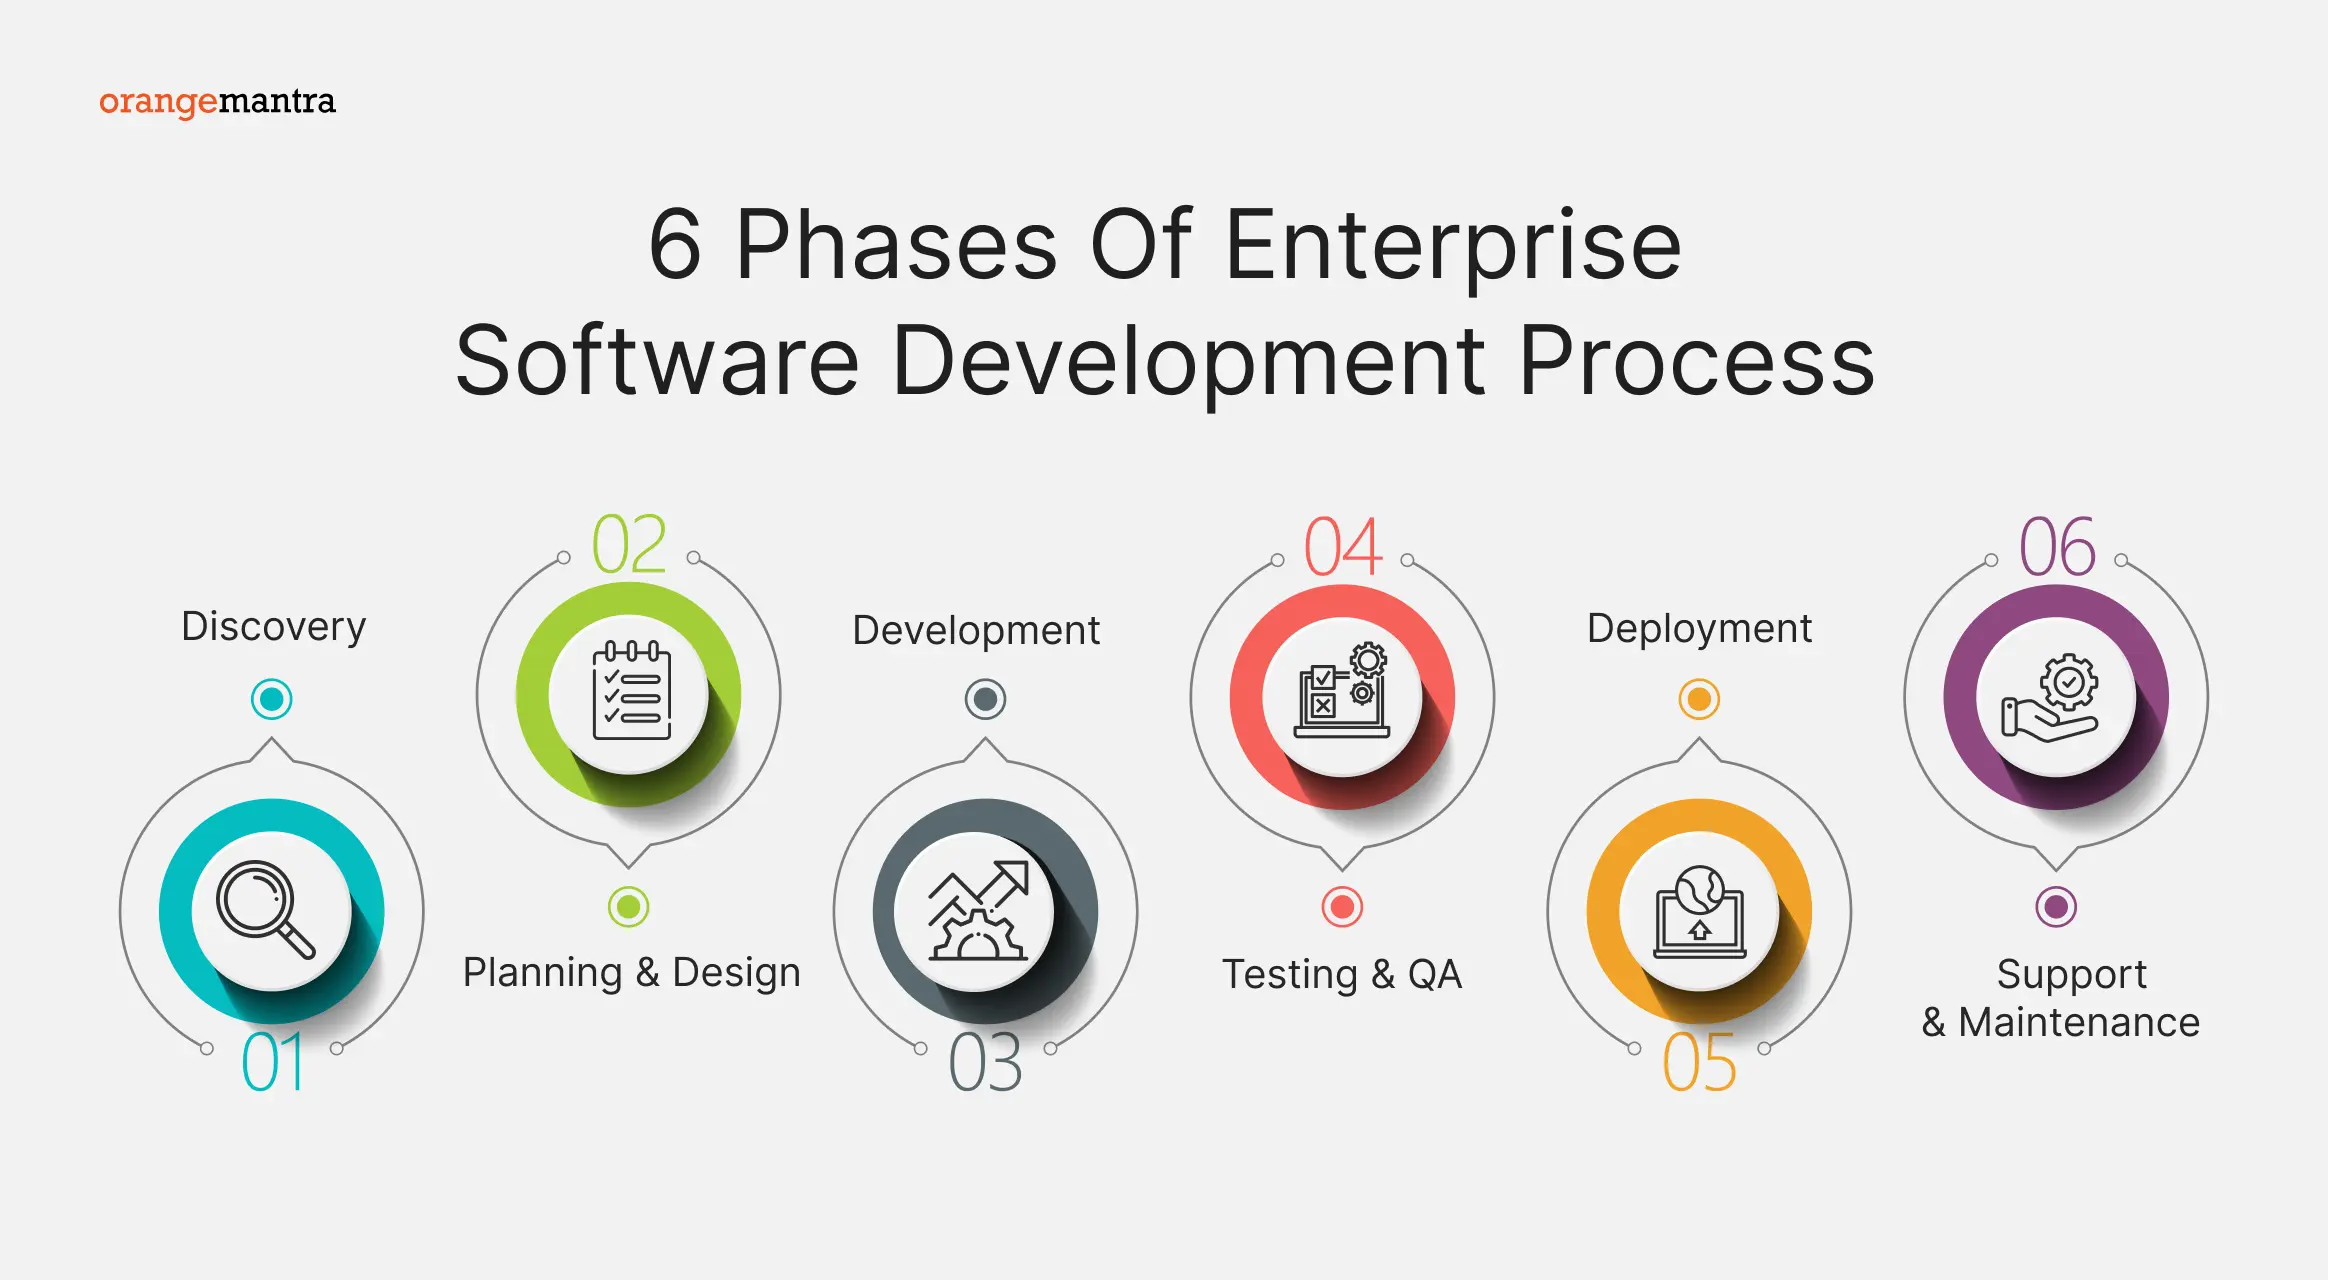 orangemantra
6 Phases Of Enterprise
Software Development Process
01
Discovery
02
Planning & Design
03
Development
04
Testing & QA
05
Deployment
06
Support
& Maintenance